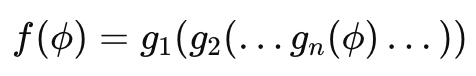 f(ϕ) = g₁(g₂(…gₙ(ϕ)…))